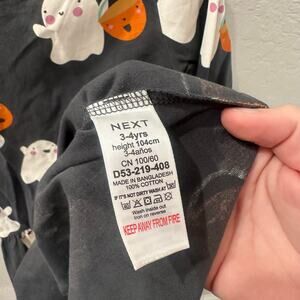 NEXT
3-4yrs
height 104cm
3-4años
CN 100/60
D53-219-408
MADE IN BANGLADESH
100% COTTON
IF IT'S NOT DIRTY WASH AT
Wash inside out
Iron on reverse
KEEP AWAY FROM FIRE